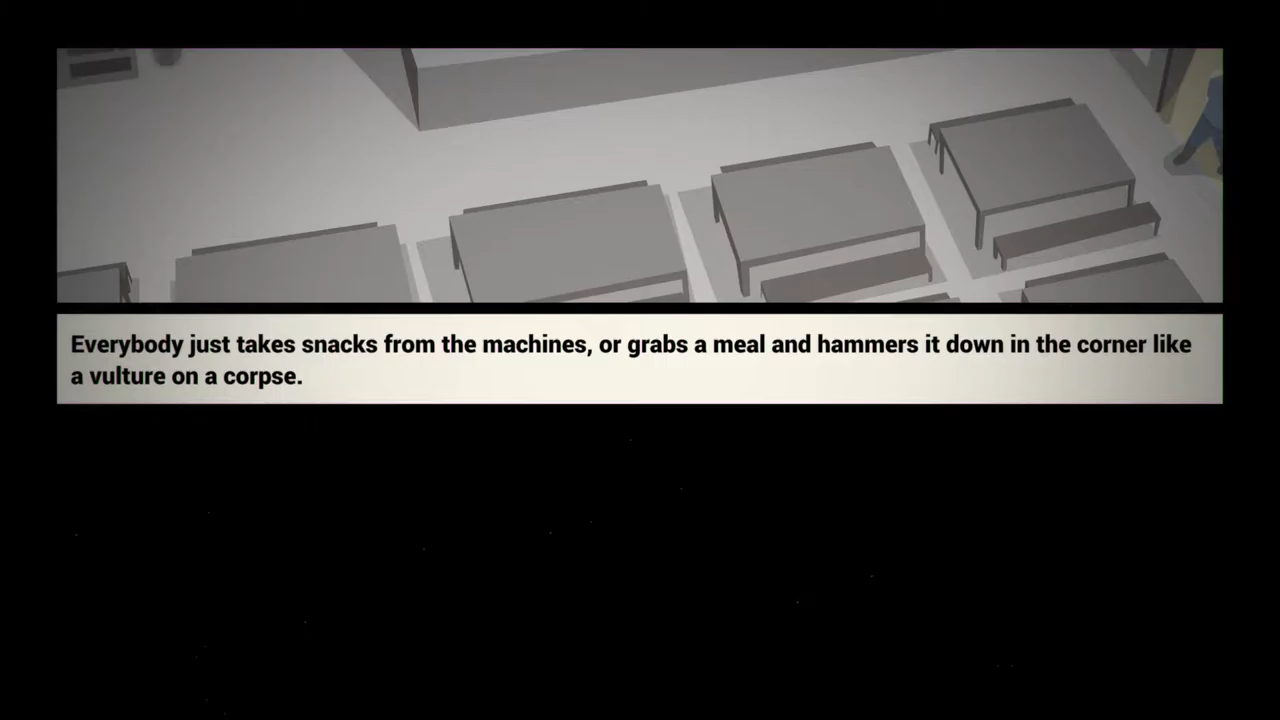 Everybody just takes snacks from the machines, or grabs a meal and hammers it down in the corner like
a vulture on a corpse.